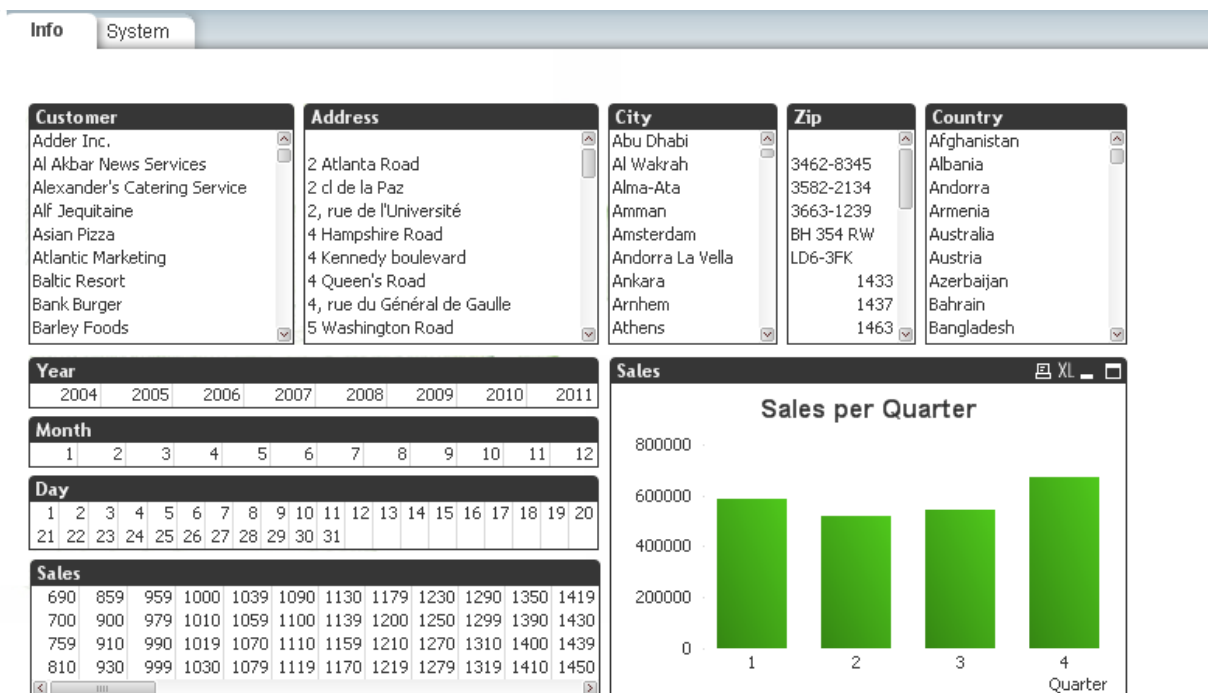 Info System
Customer
Adder Inc.
Al Akbar News Services
Alexander's Catering Service
Alf Jequitaine
Asian Pizza
Atlantic Marketing
Baltic Resort
Bank Burger
Barley Foods
Address
2 Atlanta Road
2 cl de la Paz
2, rue de l'Université
4 Hampshire Road
4 Kennedy boulevard
4 Queen's Road
4, rue du Général de Gaulle
5 Washington Road
City
Abu Dhabi
Al Wakrah
Alma-Ata
Amman
Amsterdam
Andorra La Vella
Ankara
Arnhem
Athens
Zip
3462-8345
3582-2134
3663-1239
BH 354 RW
LD6-3FK
1433
1437
1463
Country
Afghanistan
Albania
Andorra
Armenia
Australia
Austria
Azerbaijan
Bahrain
Bangladesh
Year
2004 2005 2006 2007 2008 2009 2010 2011
Month
1 2 3 4 5 6 7 8 9 10 11 12
Day
1 2 3 4 5 6 7 8 9 10 11 12 13 14 15 16 17 18 19 20
21 22 23 24 25 26 27 28 29 30 31
Sales
690 859 959 1000 1039 1090 1130 1179 1230 1290 1350 1419
700 900 979 1010 1059 1100 1139 1200 1250 1299 1390 1430
759 910 990 1019 1070 1110 1159 1210 1270 1310 1400 1439
810 930 999 1030 1079 1119 1170 1219 1279 1319 1410 1450
Sales XL
Sales per Quarter
800000
600000
400000
200000
0
1 2 3 4
Quarter